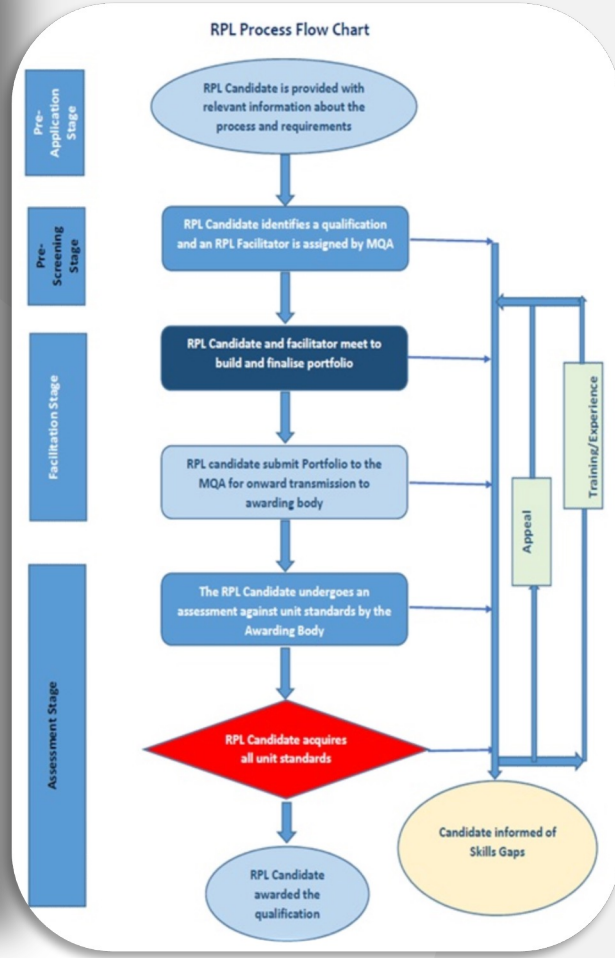 RPL Process Flow Chart
Pre-
Application
Stage
RPL Candidate is provided with
relevant information about the
process and requirements
Pre-
Screening
Stage
RPL Candidate identifies a qualification
and an RPL Facilitator is assigned by MQA
Facilitation Stage
RPL Candidate and facilitator meet to
build and finalise portfolio
RPL candidate submit Portfolio to the
MQA for onward transmission to
awarding body
Training/Experience
Appeal
Assessment Stage
The RPL Candidate undergoes an
assessment against unit standards by the
Awarding Body
RPL Candidate acquires
all unit standards
Candidate informed of
Skills Gaps
RPL Candidate
awarded the
qualification